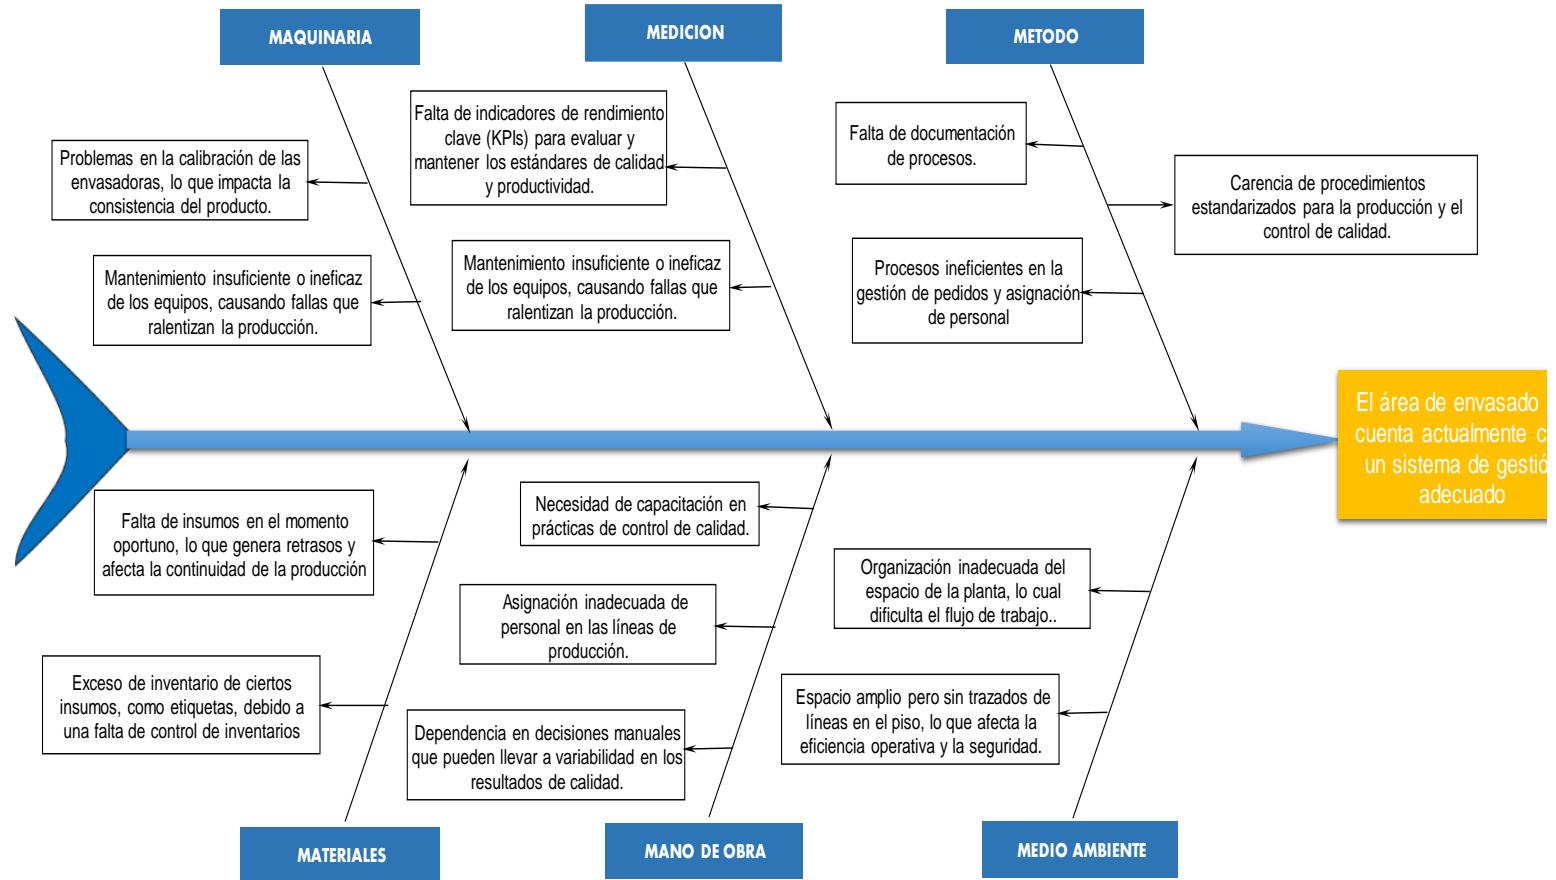 MAQUINARIA
MEDICION
METODO
Problemas en la calibración de las
envasadoras, lo que impacta la
consistencia del producto.
Mantenimiento insuficiente o ineficaz
de los equipos, causando fallas que
ralentizan la producción.
Falta de indicadores de rendimiento
clave (KPIs) para evaluar y
mantener los estándares de calidad
y productividad.
Mantenimiento insuficiente o ineficaz
de los equipos, causando fallas que
ralentizan la producción.
Falta de documentación
de procesos.
Carencia de procedimientos
estandarizados para la producción y el
control de calidad.
Procesos ineficientes en la
gestión de pedidos y asignación
de personal
El área de envasado
cuenta actualmente c
un sistema de gestió
adecuado
Falta de insumos en el momento
oportuno, lo que genera retrasos y
afecta la continuidad de la producción
Exceso de inventario de ciertos
insumos, como etiquetas, debido a
una falta de control de inventarios
Necesidad de capacitación en
prácticas de control de calidad.
Asignación inadecuada de
personal en las líneas de
producción.
Dependencia en decisiones manuales
que pueden llevar a variabilidad en los
resultados de calidad.
Organización inadecuada del
espacio de la planta, lo cual
dificulta el flujo de trabajo..
Espacio amplio pero sin trazados de
líneas en el piso, lo que afecta la
eficiencia operativa y la seguridad.
MATERIALES
MANO DE OBRA
MEDIO AMBIENTE